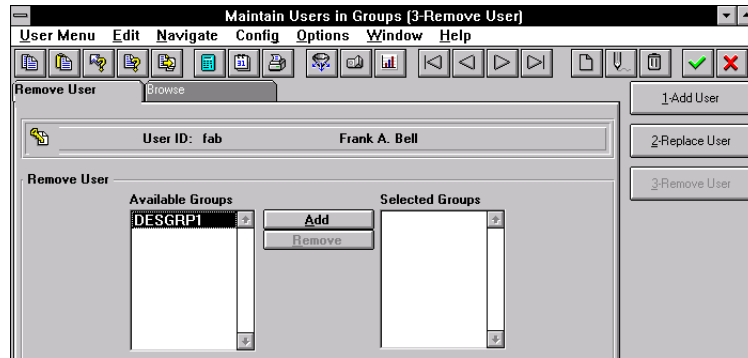 Maintain Users in Groups (3-Remove User)
User Menu Edit Navigate Config Options Window Help
Remove User Browse
1-Add User
User ID: fab Frank A. Bell
2-Replace User
Remove User
3-Remove User
Available Groups Selected Groups
DESGRP1 Add
Remove